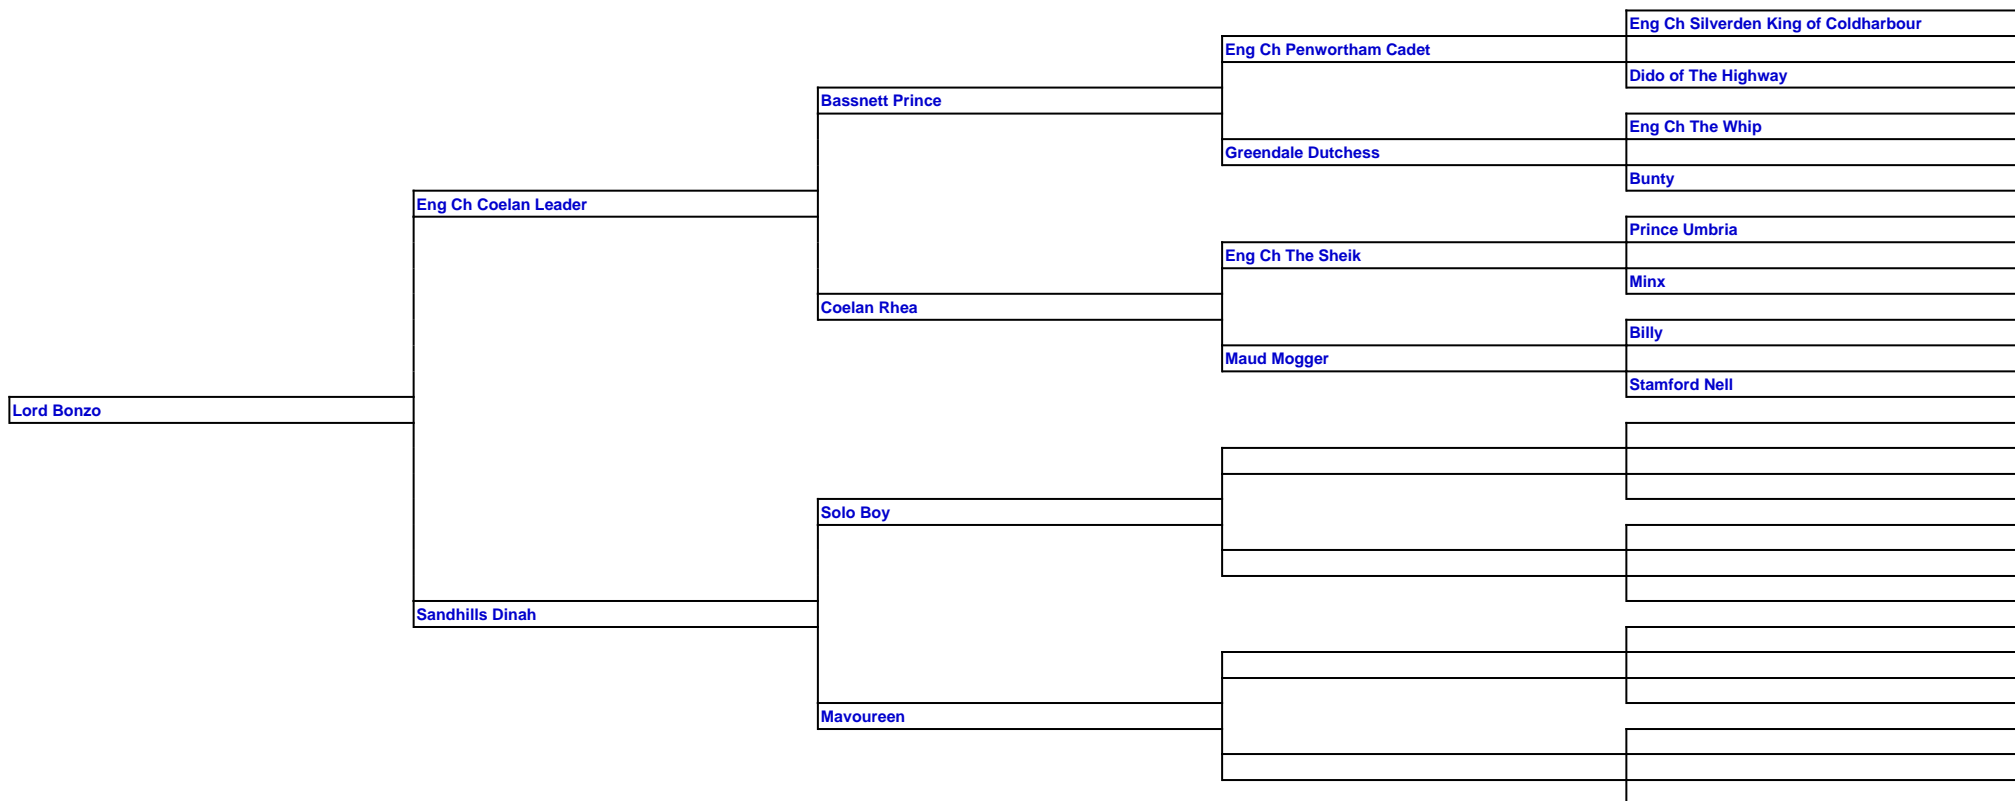 Eng Ch Silverden King of Coldharbour
Eng Ch Penwortham Cadet
Dido of The Highway
Bassnett Prince
Eng Ch The Whip
Greendale Dutchess
Bunty
Eng Ch Coelan Leader
Prince Umbria
Eng Ch The Sheik
Minx
Coelan Rhea
Billy
Maud Mogger
Stamford Nell
Lord Bonzo
Solo Boy
Sandhills Dinah
Mavoureen